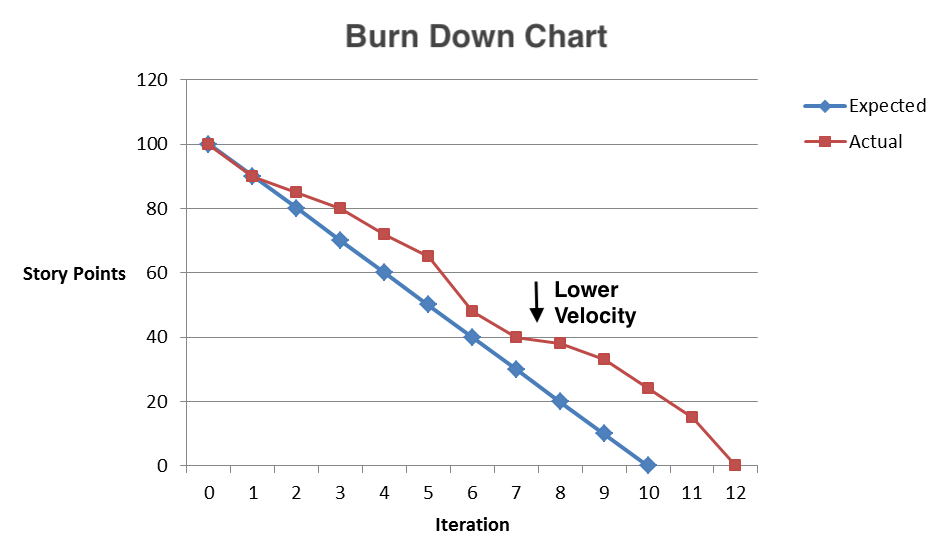 Burn Down Chart
120
100
80
60
40
20
0
Story Points
Lower
Velocity
Expected
Actual
0 1 2 3 4 5 6 7 8 9 10 11 12
Iteration